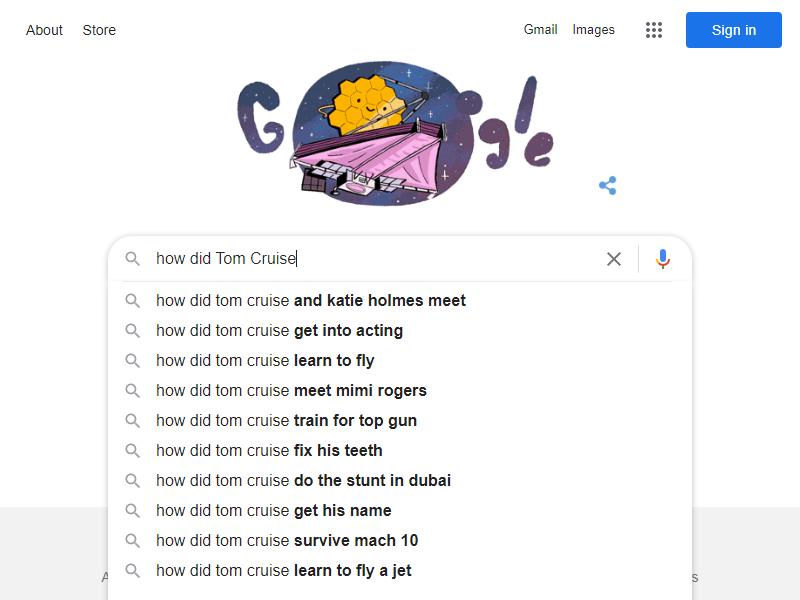 About Store Gmail Images Sign in
Google
how did Tom Cruise
how did tom cruise and katie holmes meet
how did tom cruise get into acting
how did tom cruise learn to fly
how did tom cruise meet mimi rogers
how did tom cruise train for top gun
how did tom cruise fix his teeth
how did tom cruise do the stunt in dubai
how did tom cruise get his name
how did tom cruise survive mach 10
how did tom cruise learn to fly a jet